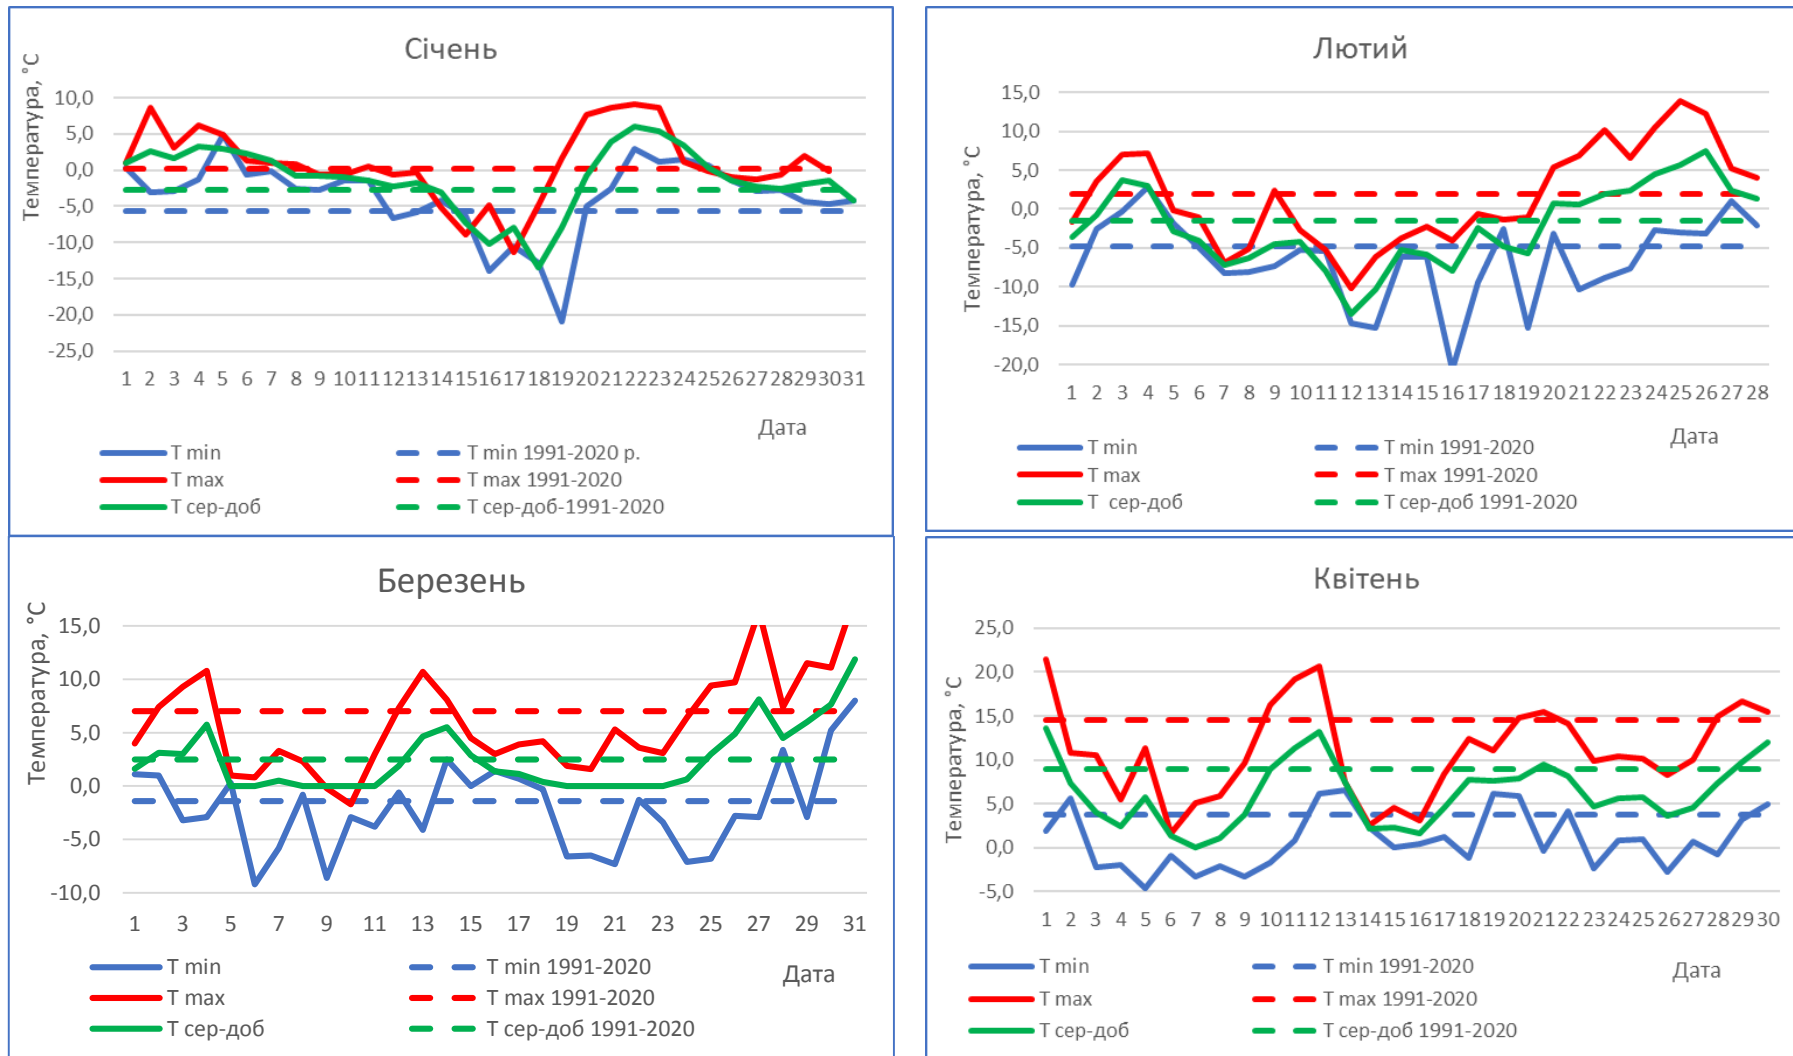 Січень
Температура, °С
10,0
5,0
0,0
-5,0
-10,0
-15,0
-20,0
-25,0
1 2 3 4 5 6 7 8 9 10 11 12 13 14 15 16 17 18 19 20 21 22 23 24 25 26 27 28 29 30 31
Дата
T min
T min 1991-2020 р.
T max
T max 1991-2020
Т сер-доб
Т сер-доб-1991-2020
Лютий
Температура, °С
15,0
10,0
5,0
0,0
-5,0
-10,0
-15,0
-20,0
1 2 3 4 5 6 7 8 9 10 11 12 13 14 15 16 17 18 19 20 21 22 23 24 25 26 27 28
Дата
T min
T min 1991-2020
T max
T max 1991-2020
Т сер-доб
Т сер-доб 1991-2020
Березень
Температура, °С
15,0
10,0
5,0
0,0
-5,0
-10,0
1 3 5 7 9 11 13 15 17 19 21 23 25 27 29 31
Дата
T min
T min 1991-2020
T max
T max 1991-2020
Т сер-доб
Т сер-доб 1991-2020
Квітень
Температура, °С
25,0
20,0
15,0
10,0
5,0
0,0
-5,0
1 2 3 4 5 6 7 8 9 10 11 12 13 14 15 16 17 18 19 20 21 22 23 24 25 26 27 28 29 30
Дата
T min
T min 1991-2020
T max
T max 1991-2020
Т сер-доб
Т сер-доб 1991-2020